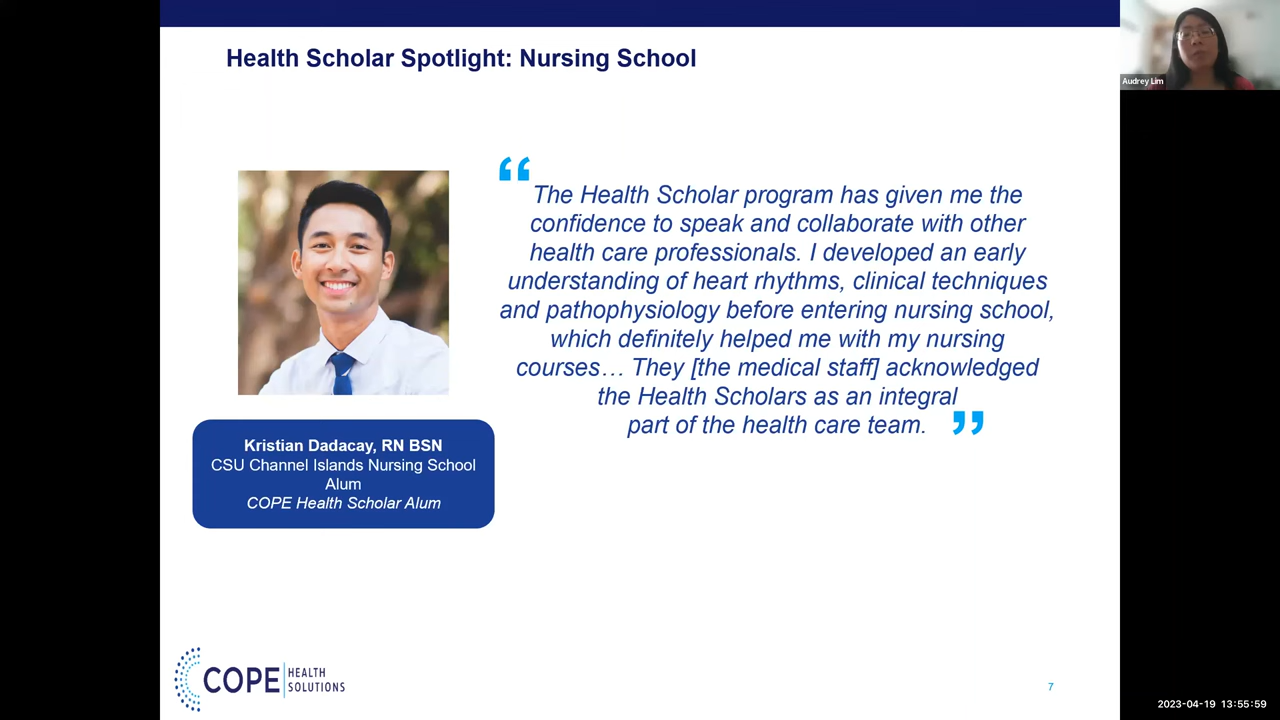 Health Scholar Spotlight: Nursing School
Audrey Lim
“
The Health Scholar program has given me the
confidence to speak and collaborate with other
health care professionals. I developed an early
understanding of heart rhythms, clinical techniques
and pathophysiology before entering nursing school,
which definitely helped me with my nursing
courses… They [the medical staff] acknowledged
the Health Scholars as an integral
part of the health care team. ”
Kristian Dadacay, RN BSN
CSU Channel Islands Nursing School
Alum
COPE Health Scholar Alum
COPE HEALTH
SOLUTIONS
7
2023-04-19 13:55:59